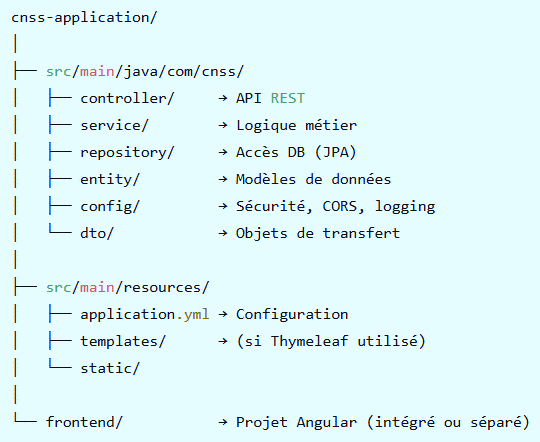 cnss-application/
│
├── src/main/java/com/cnss/
│   ├── controller/     → API REST
│   ├── service/        → Logique métier
│   ├── repository/     → Accès DB (JPA)
│   ├── entity/         → Modèles de données
│   ├── config/         → Sécurité, CORS, logging
│   └── dto/            → Objets de transfert
│
├── src/main/resources/
│   ├── application.yml → Configuration
│   ├── templates/      → (si Thymeleaf utilisé)
│   └── static/
│
└── frontend/           → Projet Angular (intégré ou séparé)